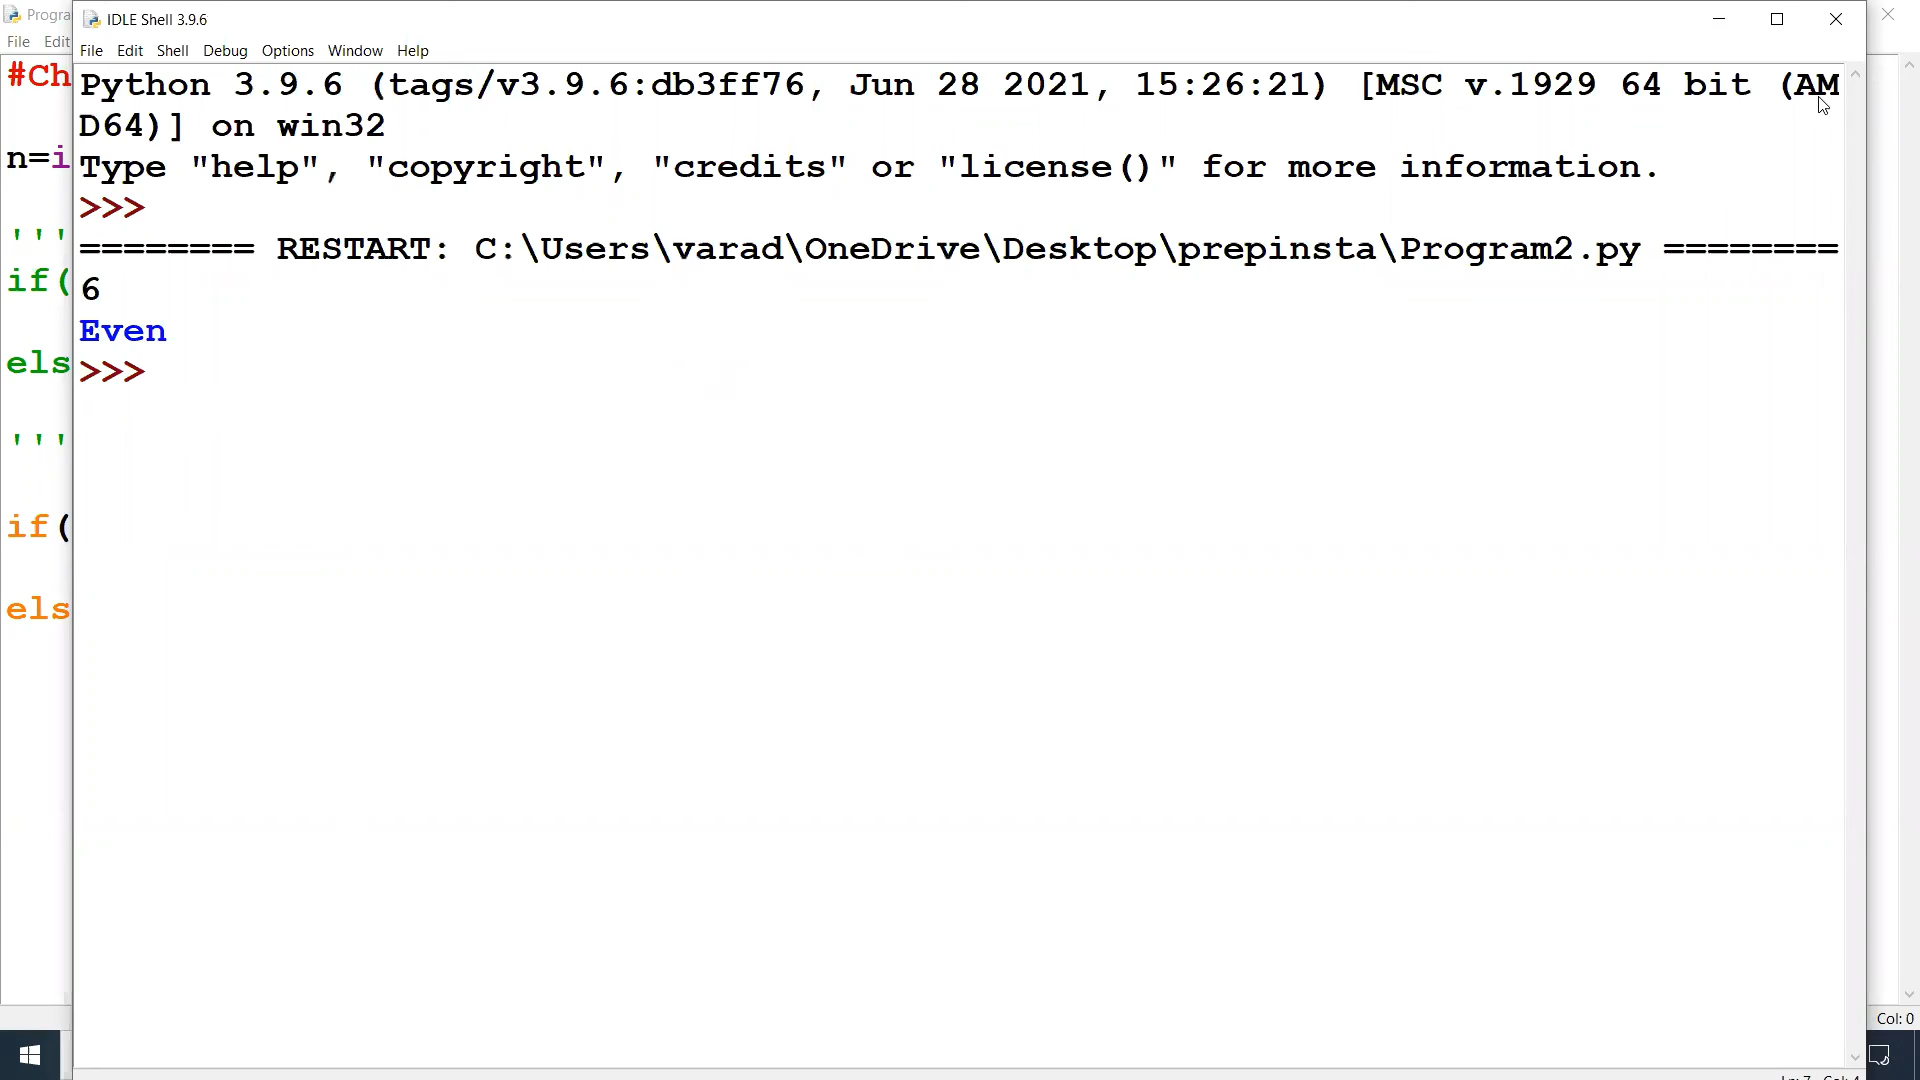 Progra
IDLE Shell 3.9.6
File Edit
File Edit Shell Debug Options Window Help
#Ch
Python 3.9.6 (tags/v3.9.6:db3ff76, Jun 28 2021, 15:26:21) [MSC v.1929 64 bit (AM
D64)] on win32
n=i
Type "help", "copyright", "credits" or "license()" for more information.
>>>
'''
======== RESTART: C:\Users\varad\OneDrive\Desktop\prepinsta\Program2.py ========
if(
6
Even
els
>>>
'''
if(
els
Col: 0